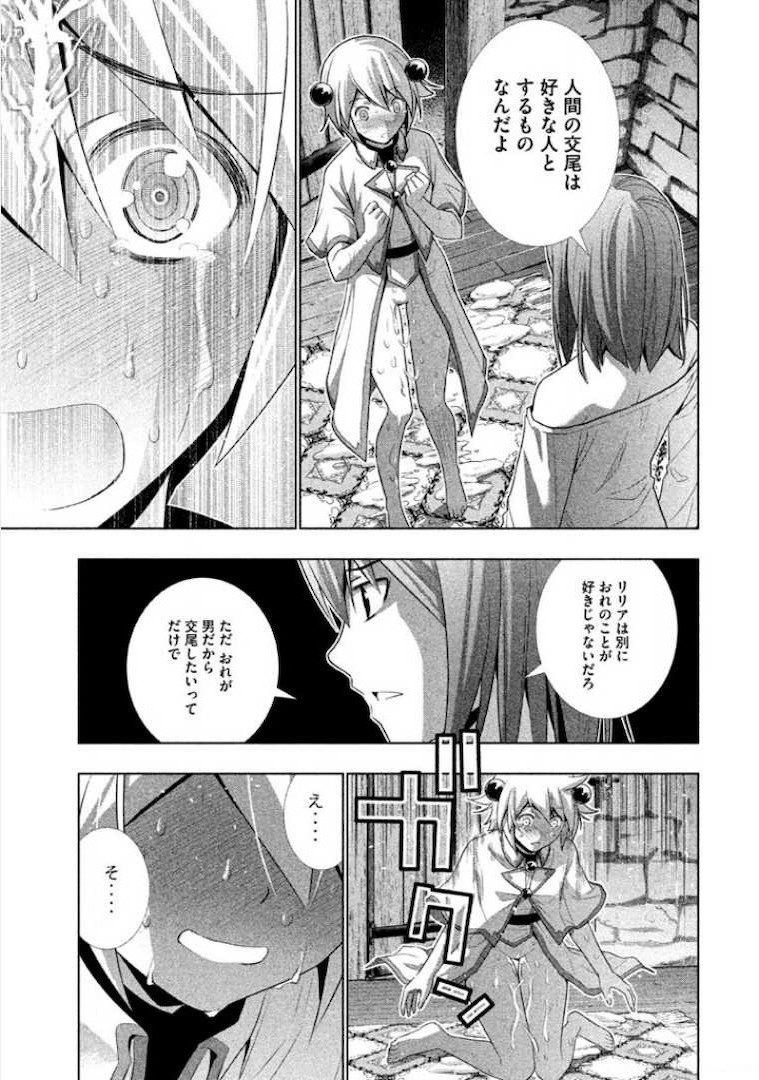 人間の交尾は
好きな人と
するもの
なんだよ
リリアは別に
おれのことが
好きじゃないだろ
ただ おれが
男だから
交尾したいって
だけで
ガクガク
え・・・・
そ・・・・